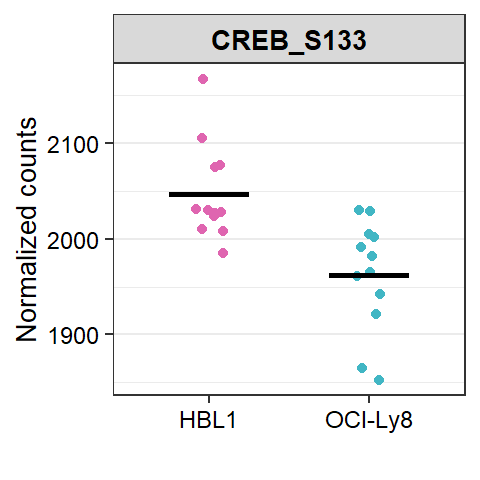 CREB_S133
Normalized counts
2100
2000
1900
HBL1
OCI-Ly8